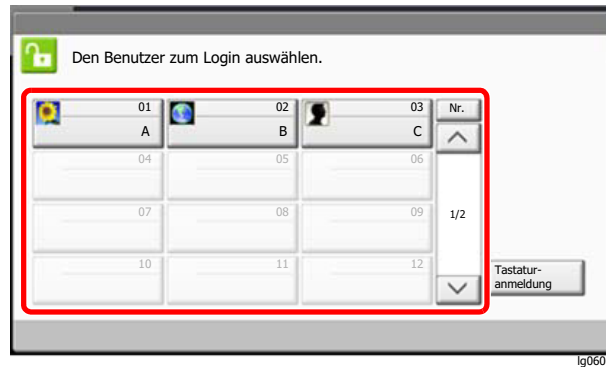 Den Benutzer zum Login auswählen.
01 02 03 Nr.
A B C
04 05 06
07 08 09 1/2
10 11 12
Tastatur-
anmeldung
lg060